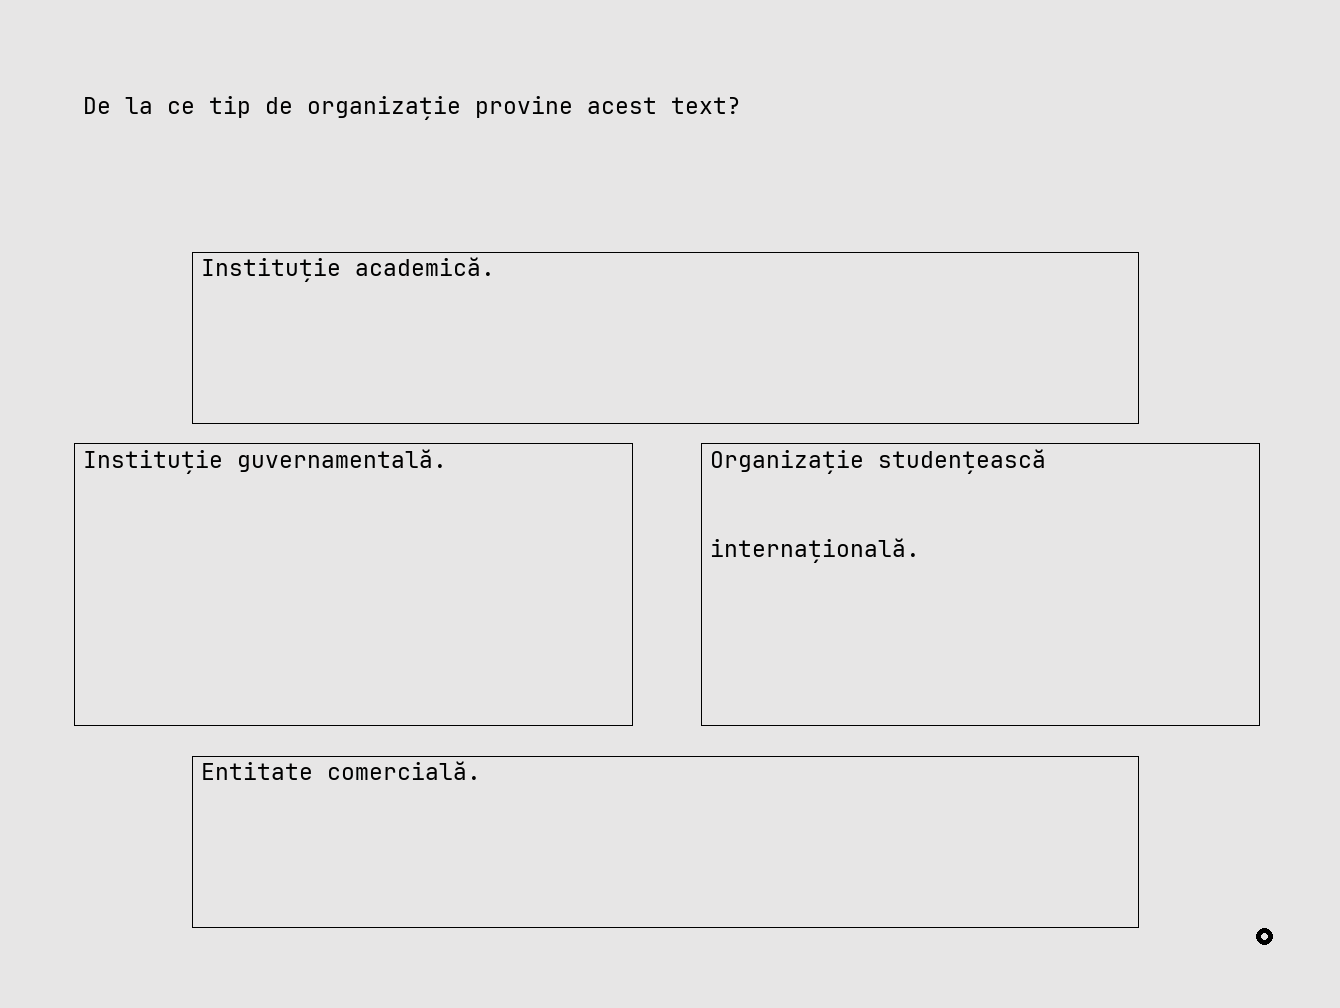 De la ce tip de organizație provine acest text?
Instituție academică.
Instituție guvernamentală.
Organizație studențească
internațională.
Entitate comercială.